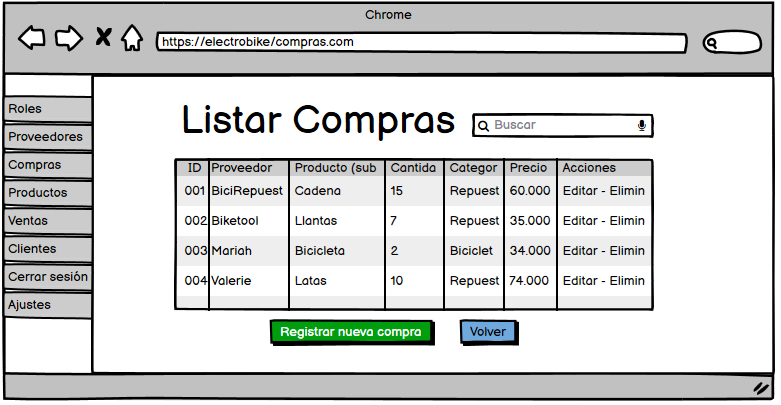 Chrome
https://electrobike/compras.com
Roles
Proveedores
Compras
Productos
Ventas
Clientes
Cerrar sesión
Ajustes
Listar Compras
Buscar
ID Proveedor Producto (sub Cantida Categor Precio Acciones
001 BiciRepuest Cadena 15 Repuest 60.000 Editar - Elimin
002 Biketool Llantas 7 Repuest 35.000 Editar - Elimin
003 Mariah Bicicleta 2 Biciclet 34.000 Editar - Elimin
004 Valerie Latas 10 Repuest 74.000 Editar - Elimin
Registrar nueva compra
Volver